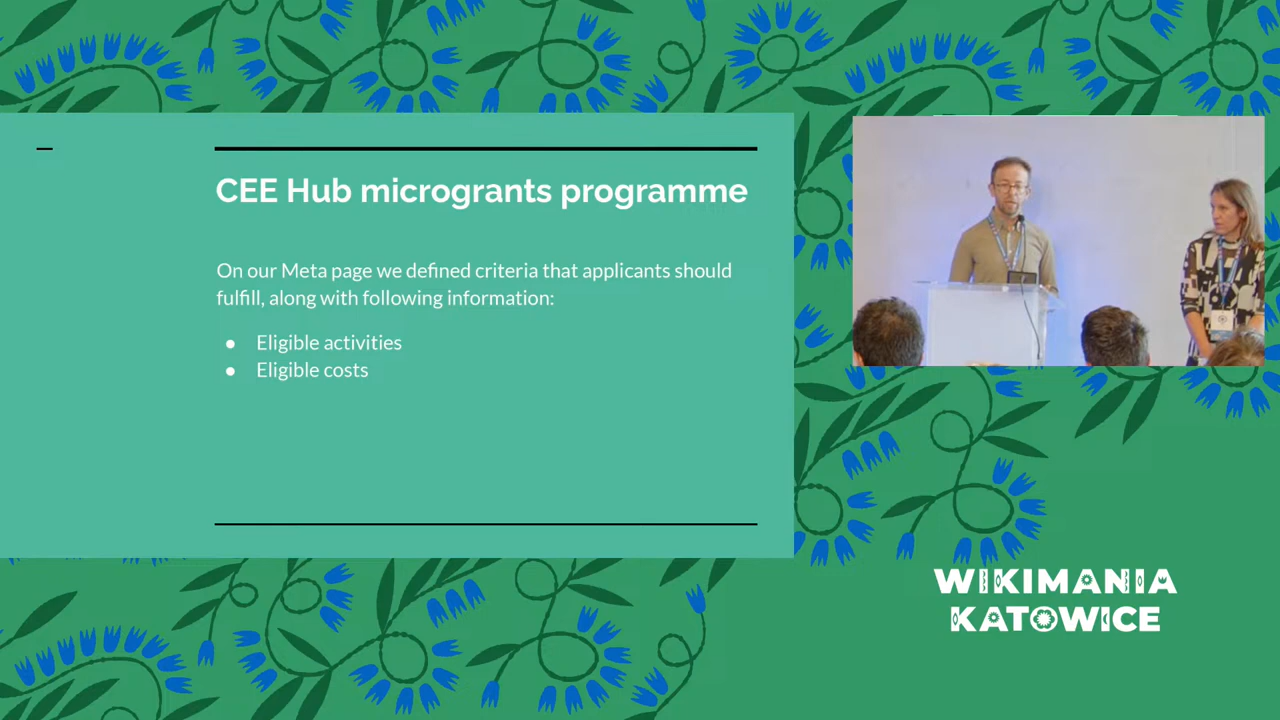 CEE Hub microgrants programme
On our Meta page we defined criteria that applicants should
fulfill, along with following information:
● Eligible activities
● Eligible costs
WIKIMANIA
KATOWICE